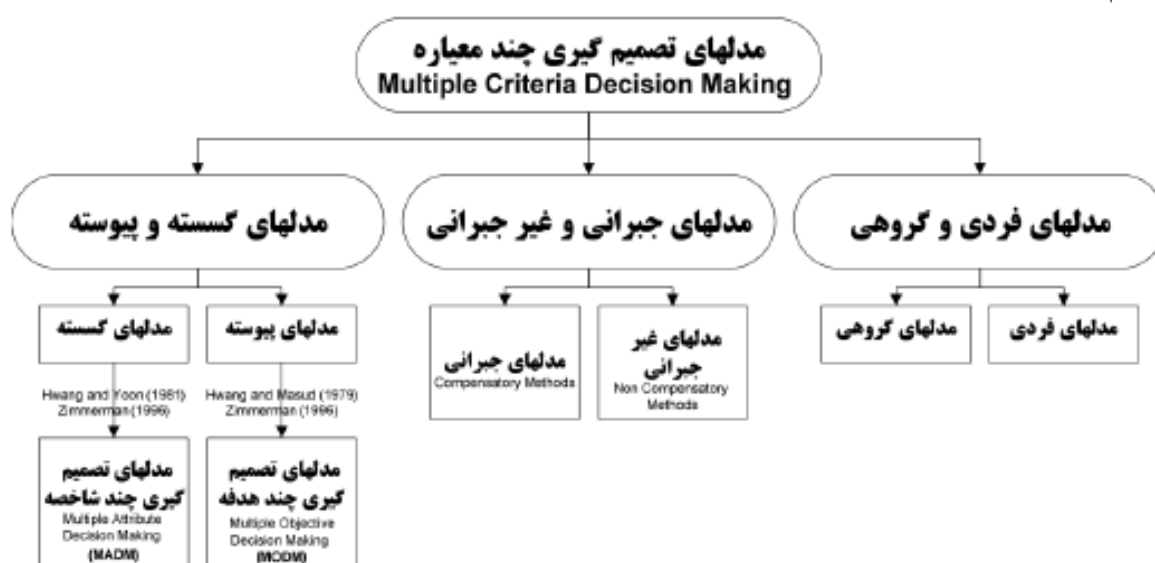 مدلهای تصمیم گیری چند معیاره
Multiple Criteria Decision Making
مدلهای فردی و گروهی
مدلهای جبرانی و غیر جبرانی
مدلهای گسسته و پیوسته
مدلهای فردی
مدلهای گروهی
مدلهای غیر
جبرانی
Non Compensatory
Methods
مدلهای جبرانی
Compensatory Methods
مدلهای پیوسته
مدلهای گسسته
Hwang and Masud (1979)
Zimmerman (1996)
Hwang and Yoon (1981)
Zimmerman (1996)
مدلهای تصمیم
گیری چند هدفه
Multiple Objective
Decision Making
(MODM)
مدلهای تصمیم
گیری چند شاخصه
Multiple Attribute
Decision Making
(MADM)